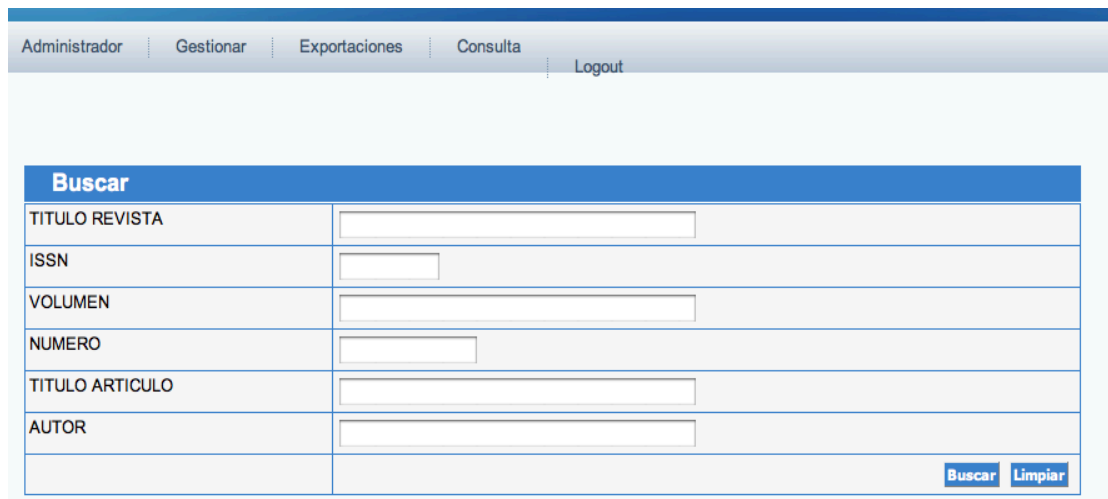 Administrador Gestionar Exportaciones Consulta
Logout
Buscar
TITULO REVISTA
ISSN
VOLUMEN
NUMERO
TITULO ARTICULO
AUTOR
Buscar Limpiar